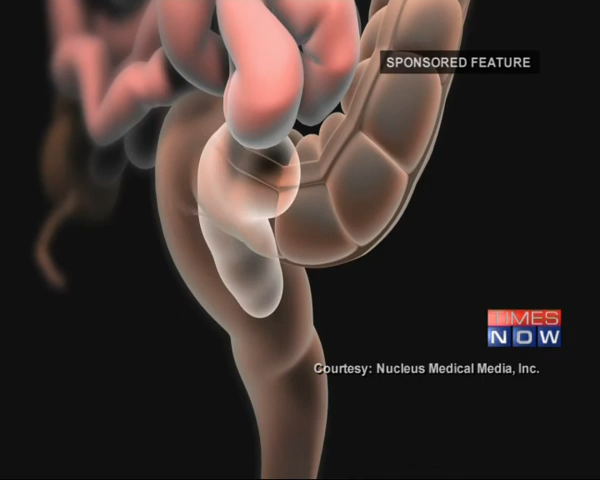 SPONSORED FEATURE
TIMES
NOW
Courtesy: Nucleus Medical Media, Inc.